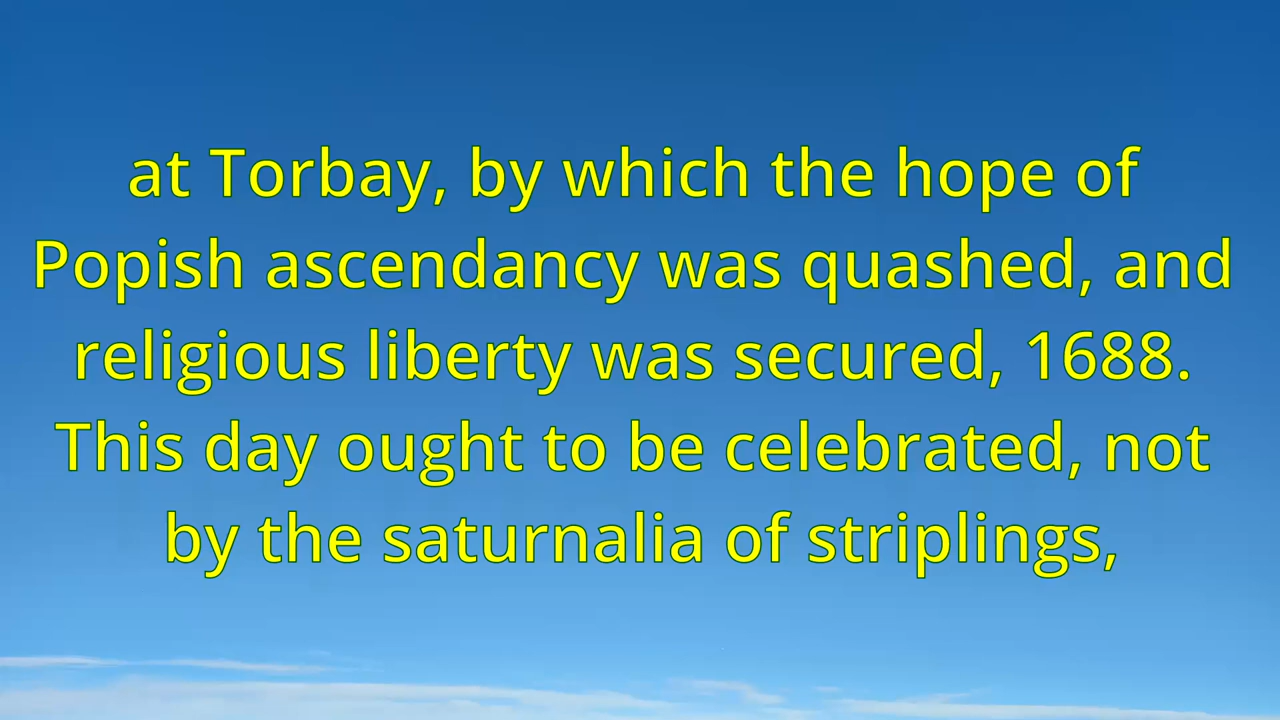 at Torbay, by which the hope of
Popish ascendancy was quashed, and
religious liberty was secured, 1688.
This day ought to be celebrated, not
by the saturnalia of striplings,